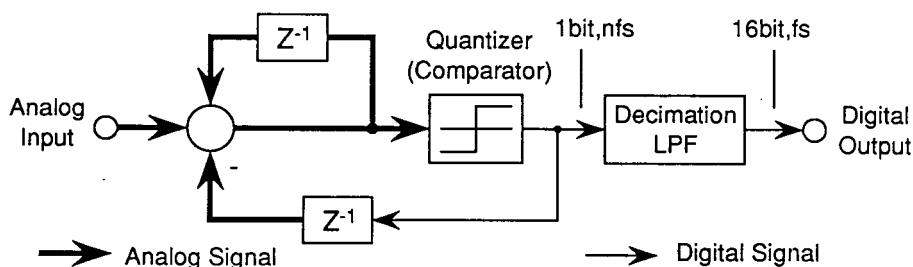 Z-1
Quantizer
(Comparator)
1bit,nfs
16bit,fs
Analog
Input
Decimation
LPF
Digital
Output
-
Z-1
Analog Signal
Digital Signal